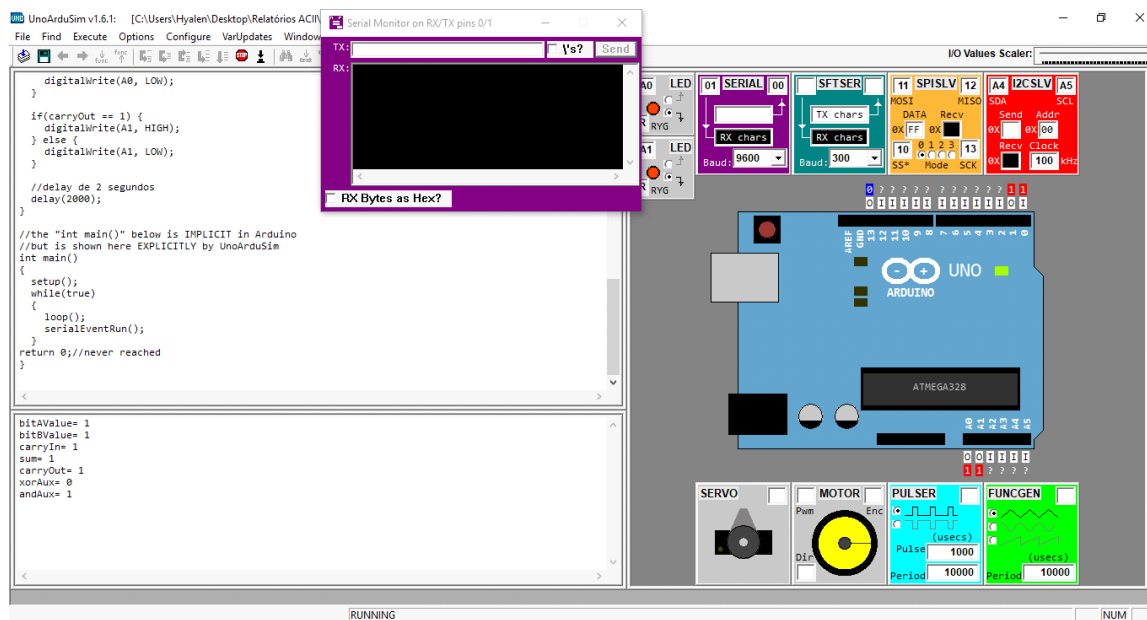 UnoArduSim v1.6.1: [C:\Users\Hyalen\Desktop\Relatórios ACII\
File Find Execute Options Configure VarUpdates Window
I/O Values Scaler:
Serial Monitor on RX/TX pins 0/1
TX:
\'s?
Send
RX:
RX Bytes as Hex?
digitalWrite(A0, LOW);
}
if(carryOut == 1) {
digitalWrite(A1, HIGH);
} else {
digitalWrite(A1, LOW);
}
//delay de 2 segundos
delay(2000);
}
//the "int main()" below is IMPLICIT in Arduino
//but is shown here EXPLICITLY by UnoArduSim
int main()
{
setup();
while(true)
{
loop();
serialEventRun();
}
return 0;//never reached
}
bitAValue= 1
bitBValue= 1
carryIn= 1
sum= 1
carryOut= 1
xorAux= 0
andAux= 1
A0 LED
R RYG
A1 LED
R RYG
01 SERIAL 00
RX chars
Baud: 9600
SFTSER
TX chars
RX chars
Baud: 300
11 SPISLV 12
MOSI MISO
DATA Recv
0X FF 0X
10 0 1 2 3 13
SS* Mode SCK
A4 I2CSLV A5
SDA SCL
Send Addr
0X 0X 00
Recv Clock
0X 100 kHz
0 ? ? ? ? ? ? ? ? ? ? ? 1 1
O I I I I I I I I I I I O I
AREF GND 13 12 11 10 9 8 7 6 5 4 3 2 1 0
UNO
ARDUINO
ATMEGA328
A0 A1 A2 A3 A4 A5
O O I I I I
1 1 ? ? ? ?
SERVO
MOTOR
Pwm Enc
Dir
PULSER
(usecs)
Pulse 1000
Period 10000
FUNCGEN
(usecs)
Period 10000
RUNNING
NUM